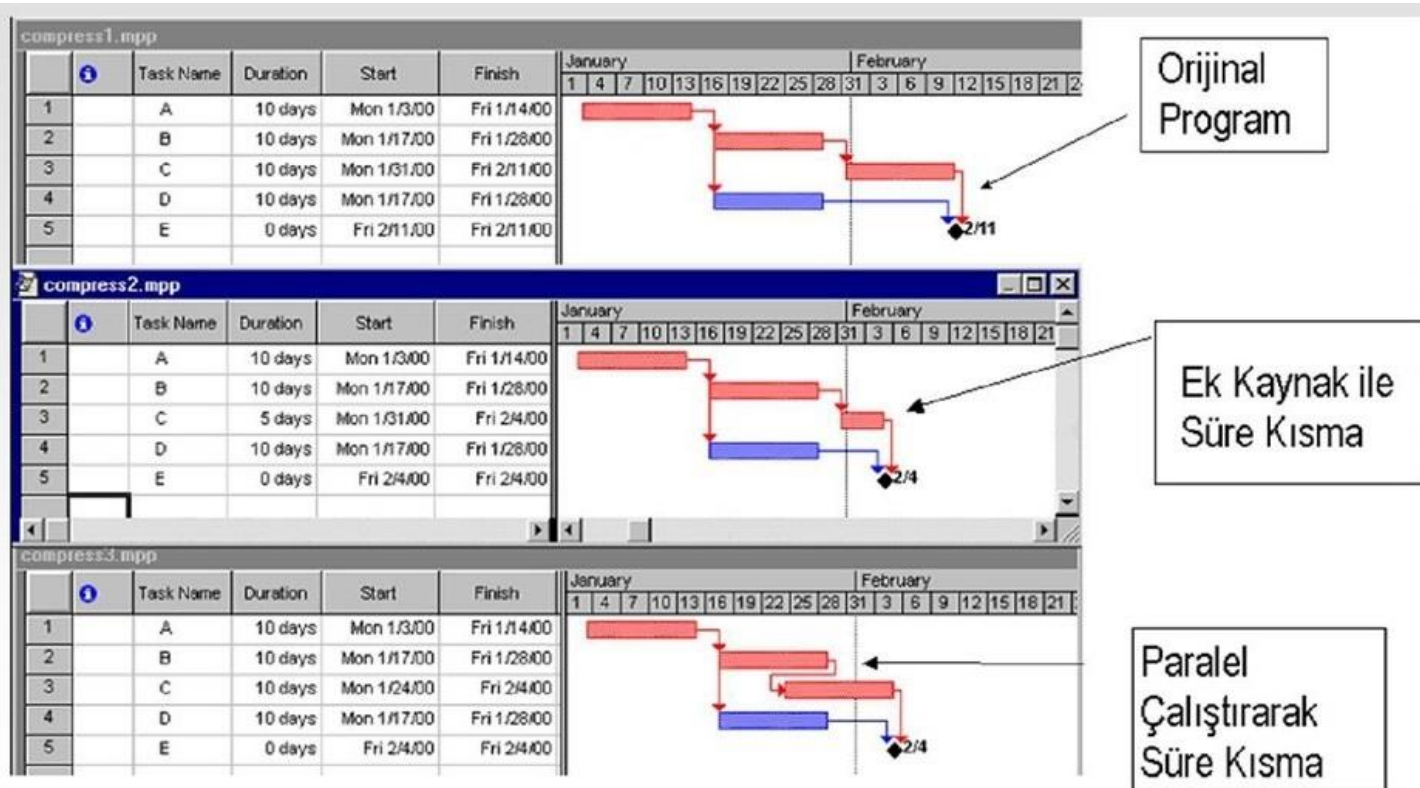 compress1.mpp
Task Name Duration Start Finish January February
1 4 7 10 13 16 19 22 25 28 31 3 6 9 12 15 18 21
1 A 10 days Mon 1/3/00 Fri 1/14/00
2 B 10 days Mon 1/17/00 Fri 1/28/00
3 C 10 days Mon 1/31/00 Fri 2/11/00
4 D 10 days Mon 1/17/00 Fri 1/28/00
5 E 0 days Fri 2/11/00 Fri 2/11/00 2/11
Orijinal
Program
compress2.mpp
Task Name Duration Start Finish January February
1 4 7 10 13 16 19 22 25 28 31 3 6 9 12 15 18 21
1 A 10 days Mon 1/3/00 Fri 1/14/00
2 B 10 days Mon 1/17/00 Fri 1/28/00
3 C 5 days Mon 1/31/00 Fri 2/4/00
4 D 10 days Mon 1/17/00 Fri 1/28/00
5 E 0 days Fri 2/4/00 Fri 2/4/00 2/4
Ek Kaynak ile
Süre Kısma
compress3.mpp
Task Name Duration Start Finish January February
1 4 7 10 13 16 19 22 25 28 31 3 6 9 12 15 18 21
1 A 10 days Mon 1/3/00 Fri 1/14/00
2 B 10 days Mon 1/17/00 Fri 1/28/00
3 C 10 days Mon 1/24/00 Fri 2/4/00
4 D 10 days Mon 1/17/00 Fri 1/28/00
5 E 0 days Fri 2/4/00 Fri 2/4/00 2/4
Paralel
Çalıştırarak
Süre Kısma